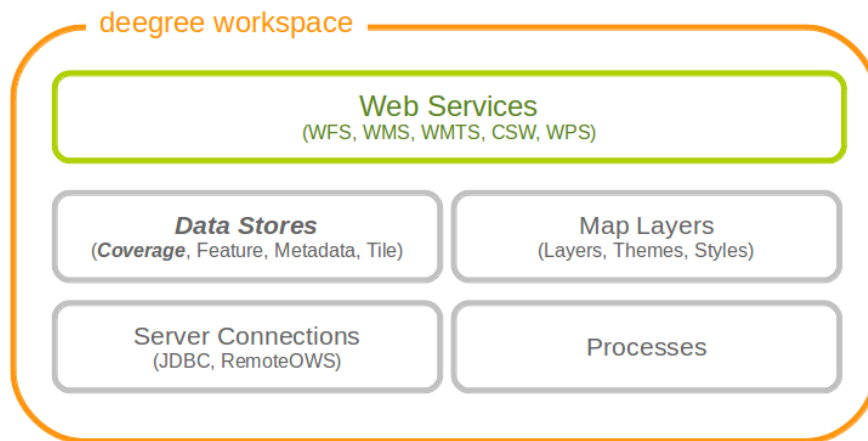 deegree workspace
Web Services
(WFS, WMS, WMTS, CSW, WPS)
Data Stores
(Coverage, Feature, Metadata, Tile)
Map Layers
(Layers, Themes, Styles)
Server Connections
(JDBC, RemoteOWS)
Processes